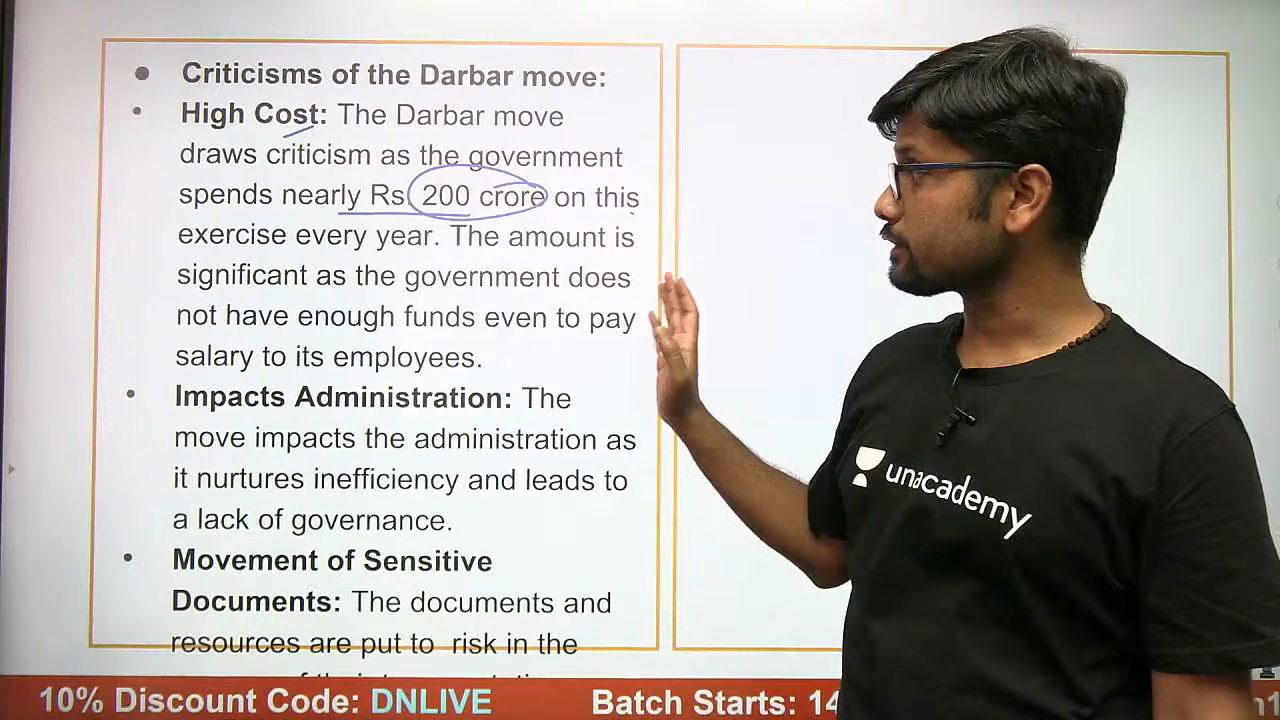 Criticisms of the Darbar move:
High Cost: The Darbar move
draws criticism as the government
spends nearly Rs 200 crore on this
exercise every year. The amount is
significant as the government does
not have enough funds even to pay
salary to its employees.
Impacts Administration: The
move impacts the administration as
it nurtures inefficiency and leads to
a lack of governance.
Movement of Sensitive
Documents: The documents and
resources are put to risk in the
unacademy
10% Discount Code: DNLIVE
Batch Starts: 14